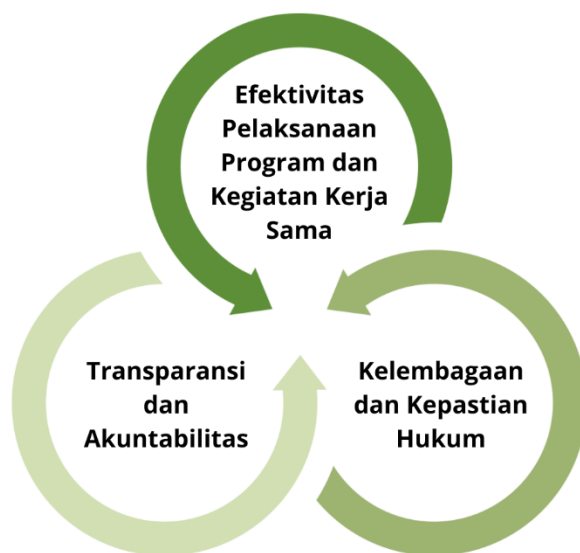 Efektivitas
Pelaksanaan
Program dan
Kegiatan Kerja
Sama
Transparansi
dan
Akuntabilitas
Kelembagaan
dan Kepastian
Hukum